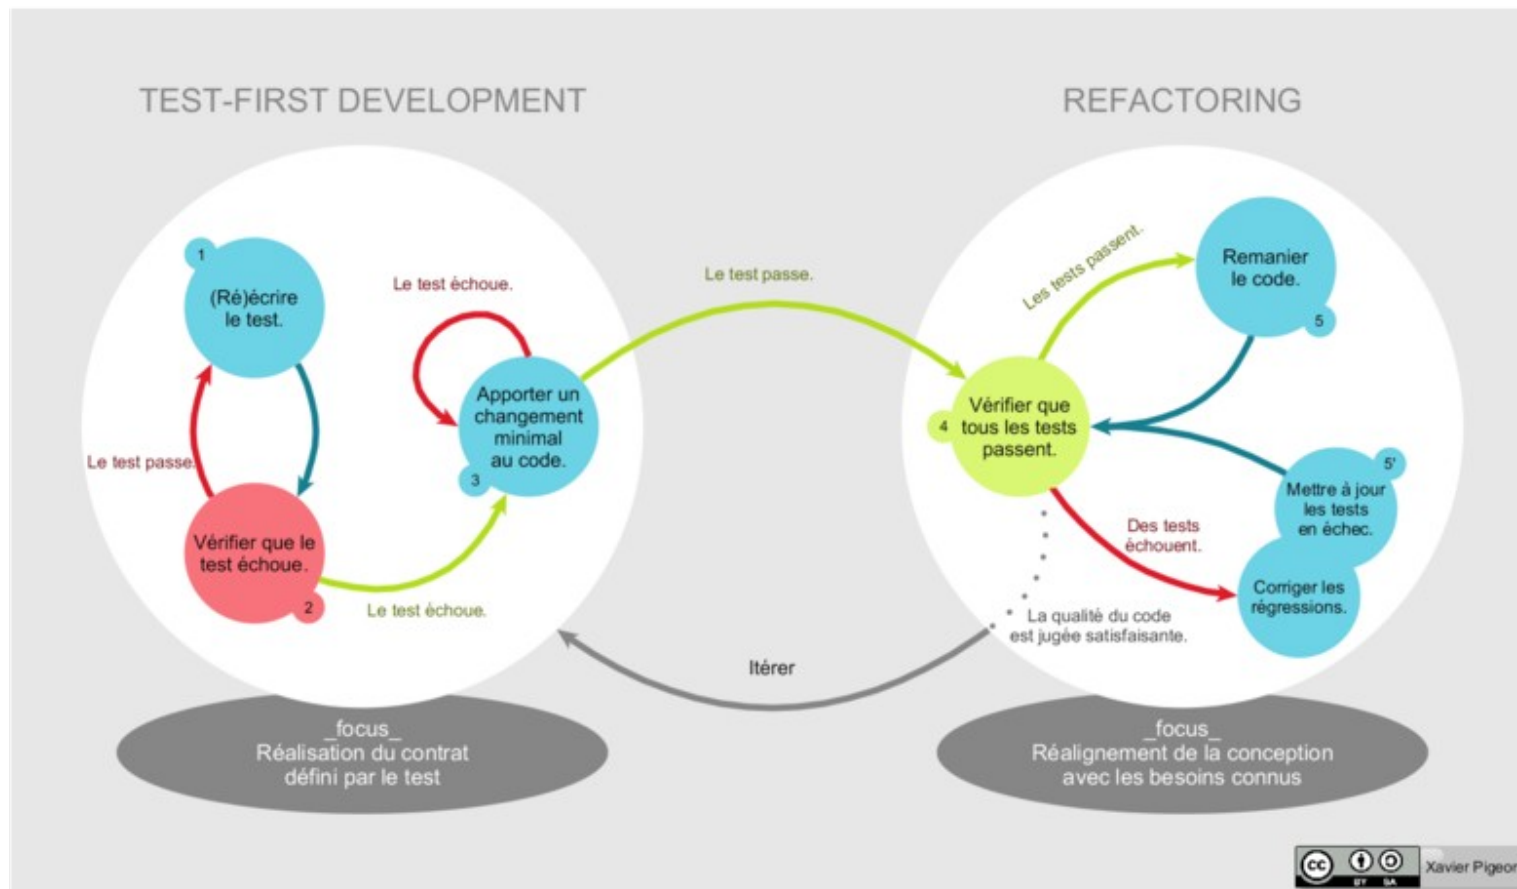 TEST-FIRST DEVELOPMENT
1
(Ré)écrire
le test.
Le test passe.
Vérifier que le
test échoue.
2
Le test échoue.
Le test échoue.
Apporter un
changement
minimal
au code.
3
Le test passe.
_focus_
Réalisation du contrat
défini par le test
REFACTORING
4
Vérifier que
tous les tests
passent.
Les tests passent.
Remanier
le code.
5
5'
Mettre à jour
les tests
en échec.
Des tests
échouent.
Corriger les
régressions.
La qualité du code
est jugée satisfaisante.
Itérer
_focus_
Réalignement de la conception
avec les besoins connus
cc
BY SA
Xavier Pigeon